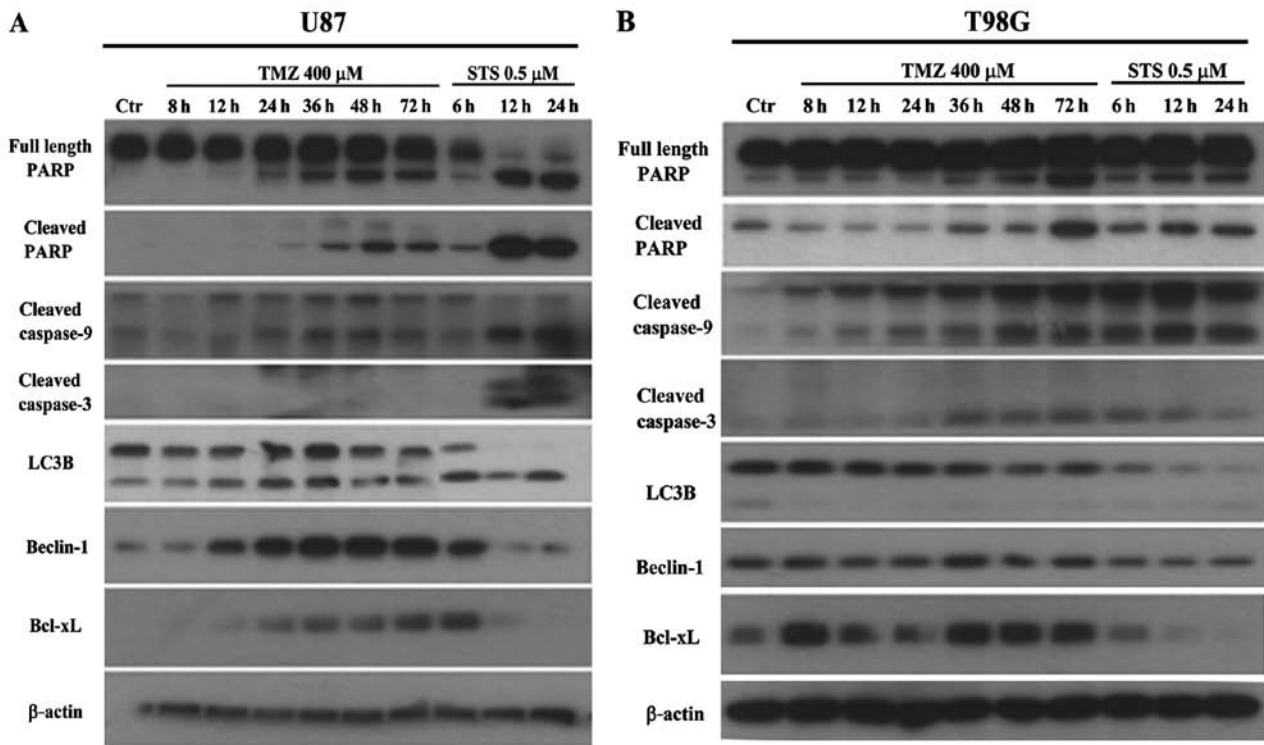 A
U87
TMZ 400 μM
STS 0.5 μM
Ctr 8 h 12 h 24 h 36 h 48 h 72 h 6 h 12 h 24 h
Full length
PARP
Cleaved
PARP
Cleaved
caspase-9
Cleaved
caspase-3
LC3B
Beclin-1
Bcl-xL
β-actin
B
T98G
TMZ 400 μM
STS 0.5 μM
Ctr 8 h 12 h 24 h 36 h 48 h 72 h 6 h 12 h 24 h
Full length
PARP
Cleaved
PARP
Cleaved
caspase-9
Cleaved
caspase-3
LC3B
Beclin-1
Bcl-xL
β-actin